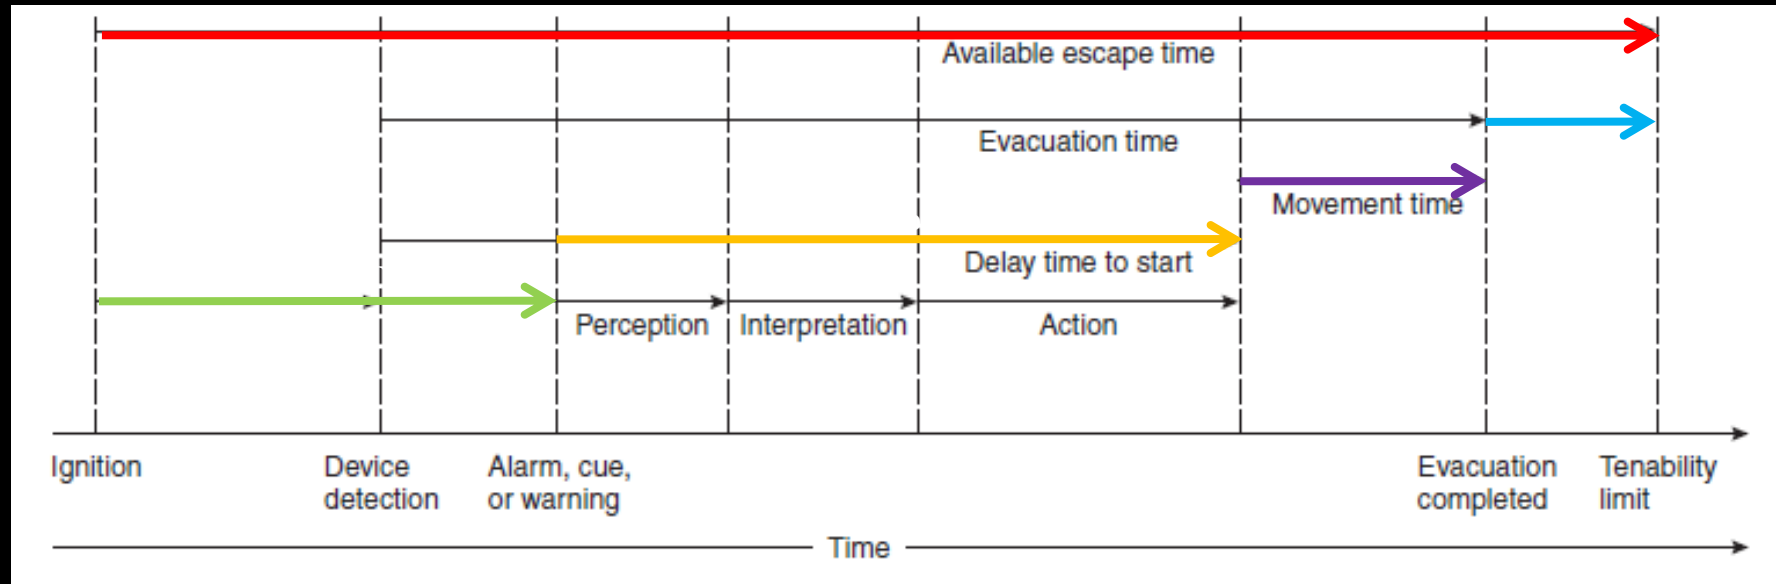 Available escape time
Evacuation time
Movement time
Delay time to start
Perception
Interpretation
Action
Ignition
Device
detection
Alarm, cue,
or warning
Evacuation
completed
Tenability
limit
Time